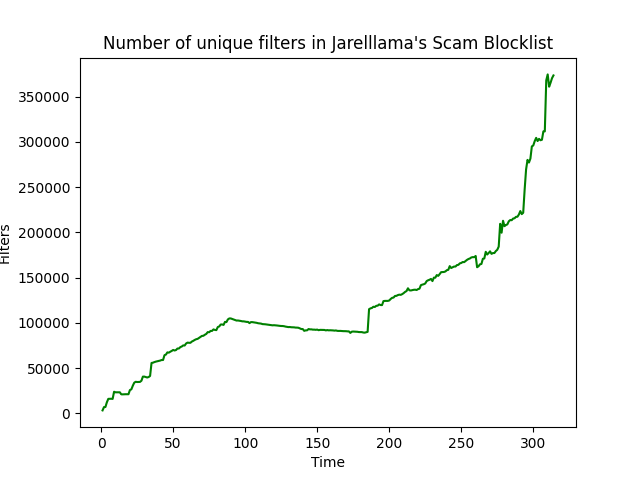 Number of unique filters in Jarelllama's Scam Blocklist
Filters
350000
300000
250000
200000
150000
100000
50000
0
0 50 100 150 200 250 300
Time